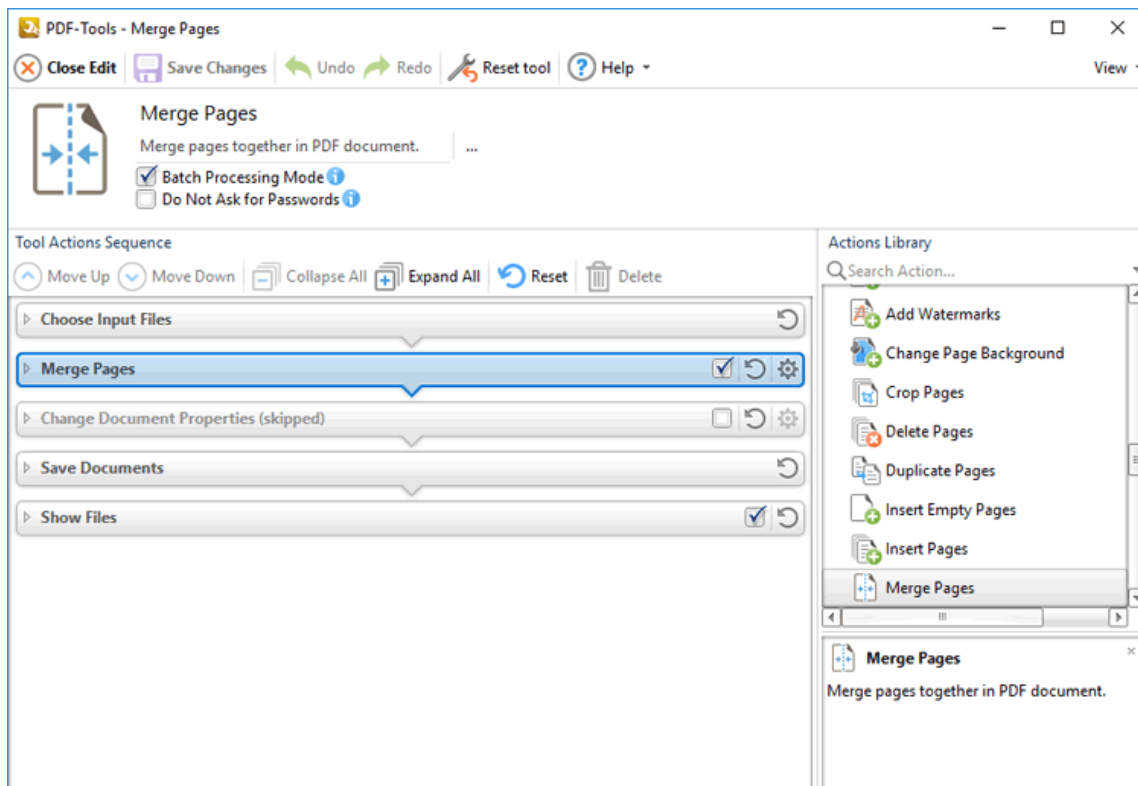 PDF-Tools - Merge Pages
Close Edit Save Changes Undo Redo Reset tool Help View
Merge Pages
Merge pages together in PDF document. ...
Batch Processing Mode
Do Not Ask for Passwords
Tool Actions Sequence
Move Up Move Down Collapse All Expand All Reset Delete
Choose Input Files
Merge Pages
Change Document Properties (skipped)
Save Documents
Show Files
Actions Library
Search Action...
Add Watermarks
Change Page Background
Crop Pages
Delete Pages
Duplicate Pages
Insert Empty Pages
Insert Pages
Merge Pages
Merge Pages
Merge pages together in PDF document.